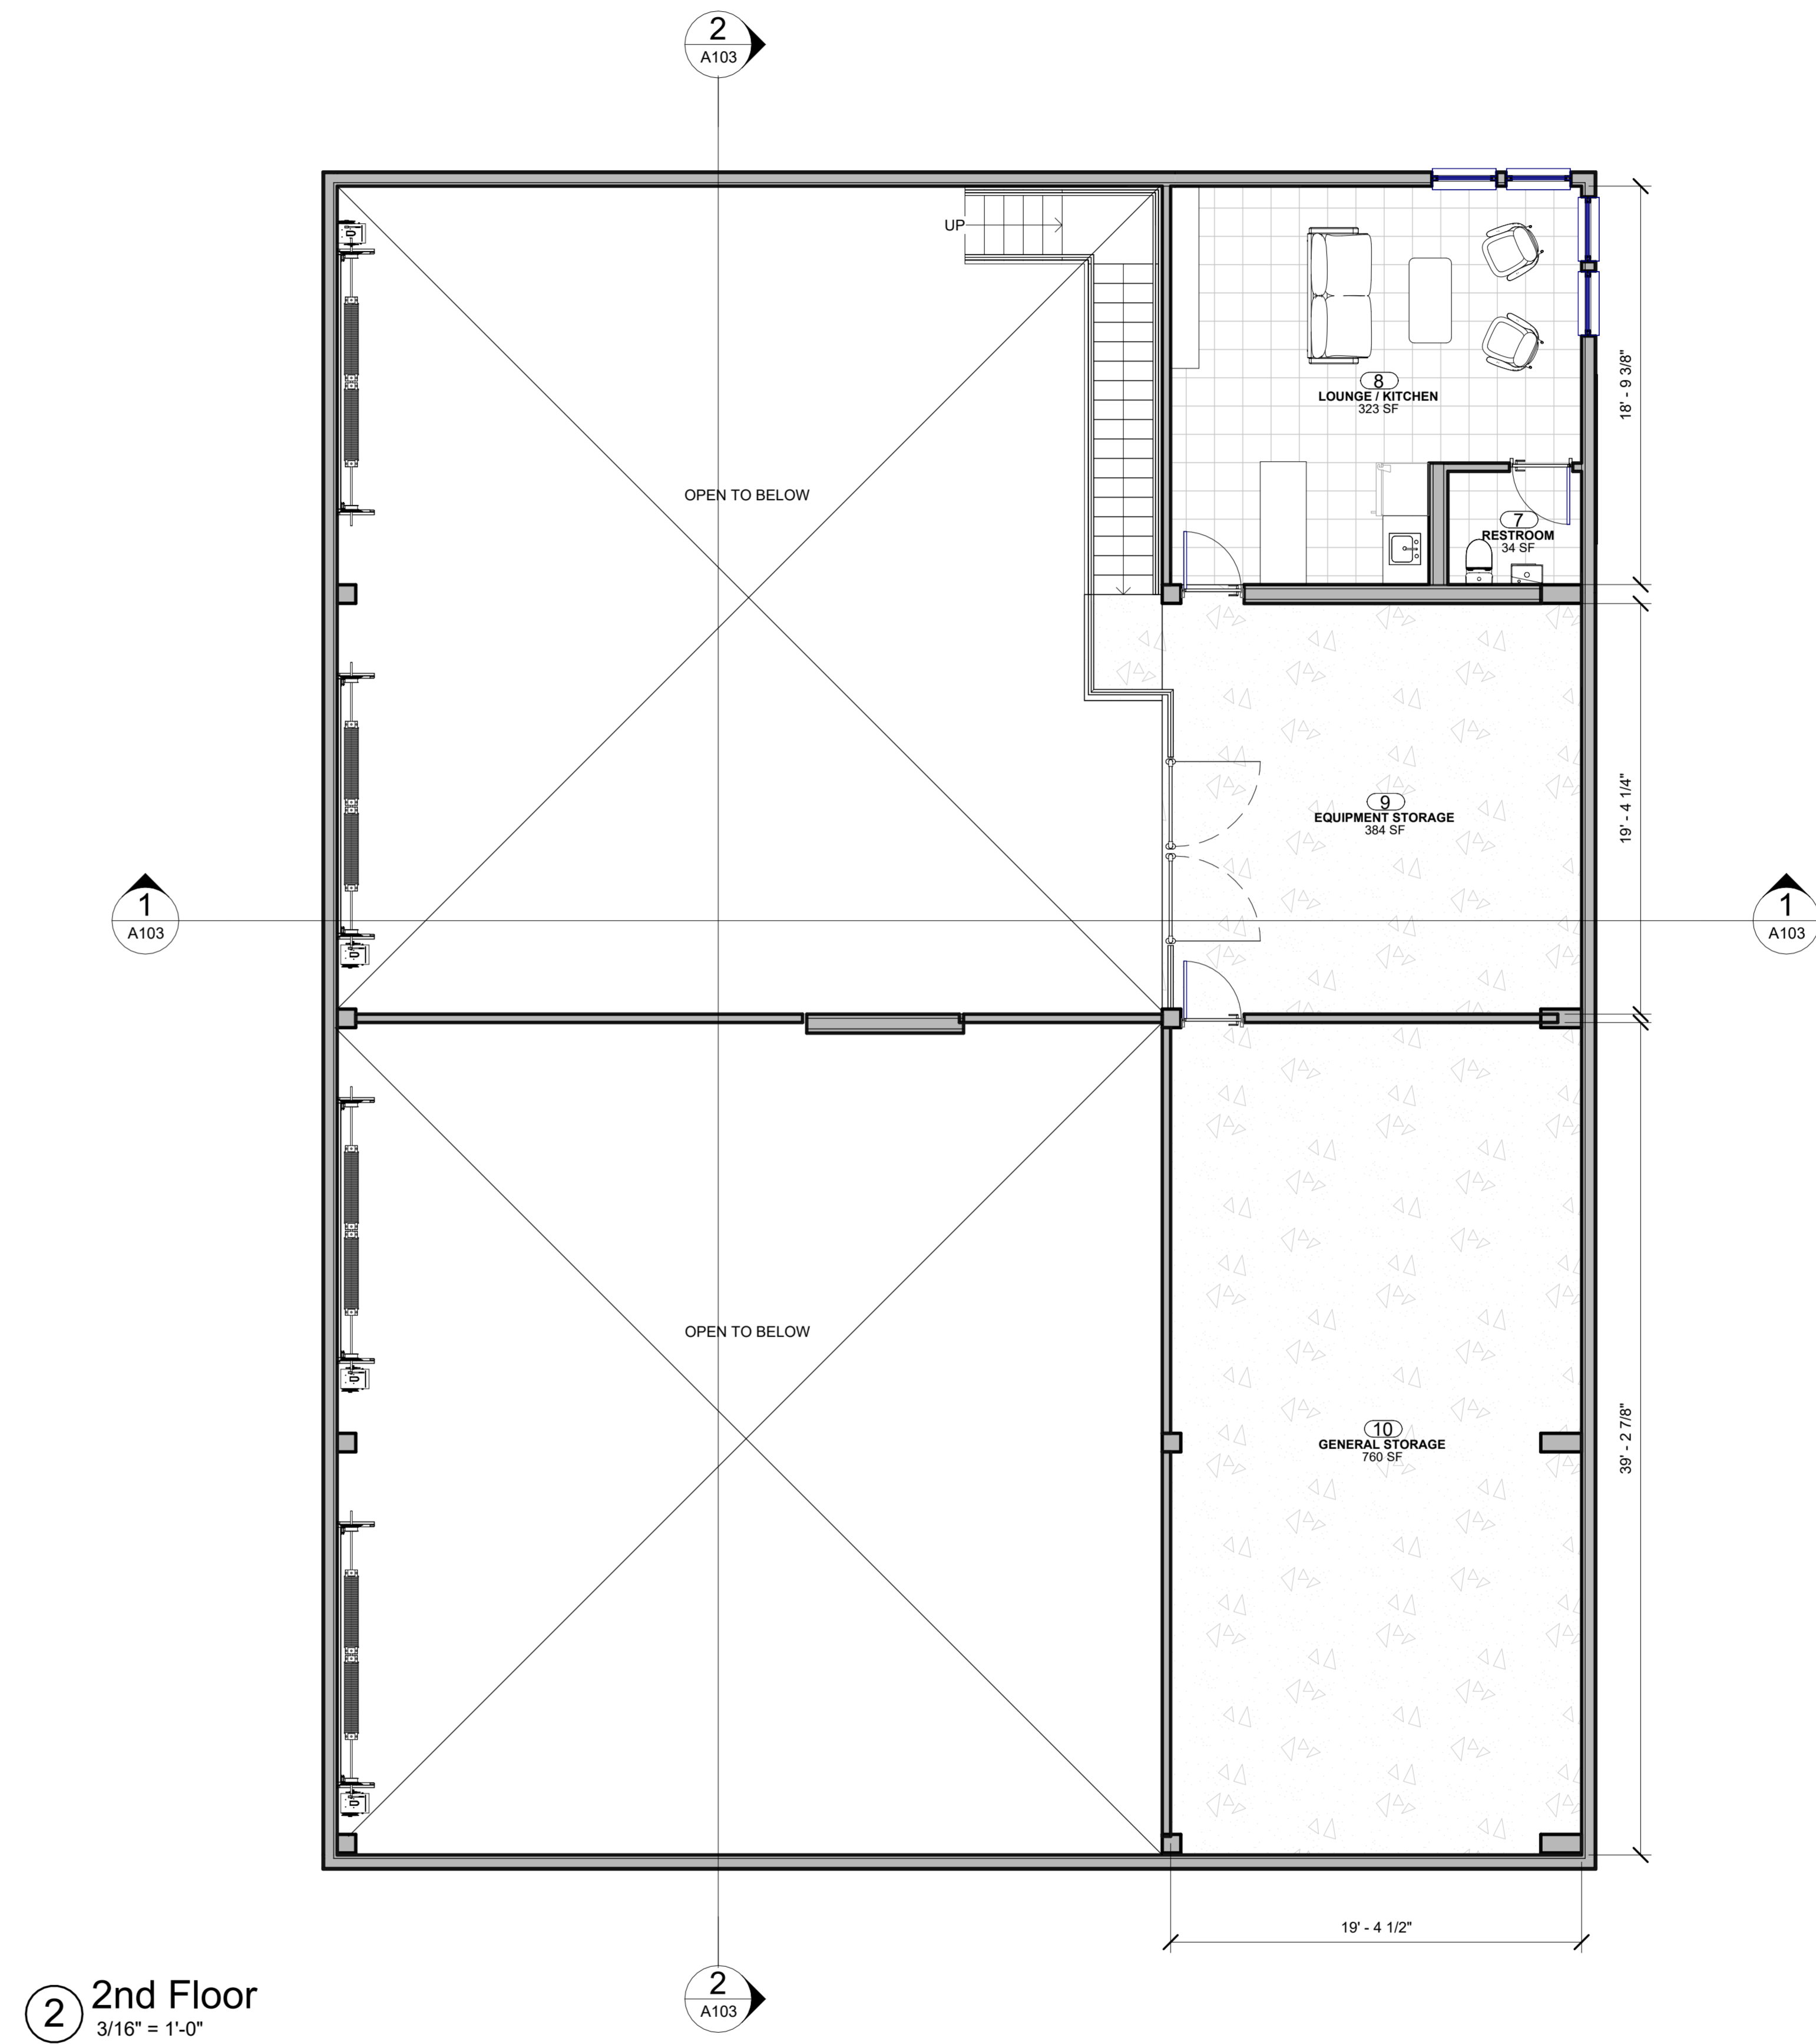 2
A103
UP
8
LOUNGE / KITCHEN
323 SF
18' - 9 3/8"
OPEN TO BELOW
7
RESTROOM
34 SF
19' - 4 1/4"
9
EQUIPMENT STORAGE
384 SF
1
A103
1
A103
OPEN TO BELOW
10
GENERAL STORAGE
760 SF
39' - 2 7/8"
19' - 4 1/2"
2
A103
2
2nd Floor
3/16" = 1'-0"